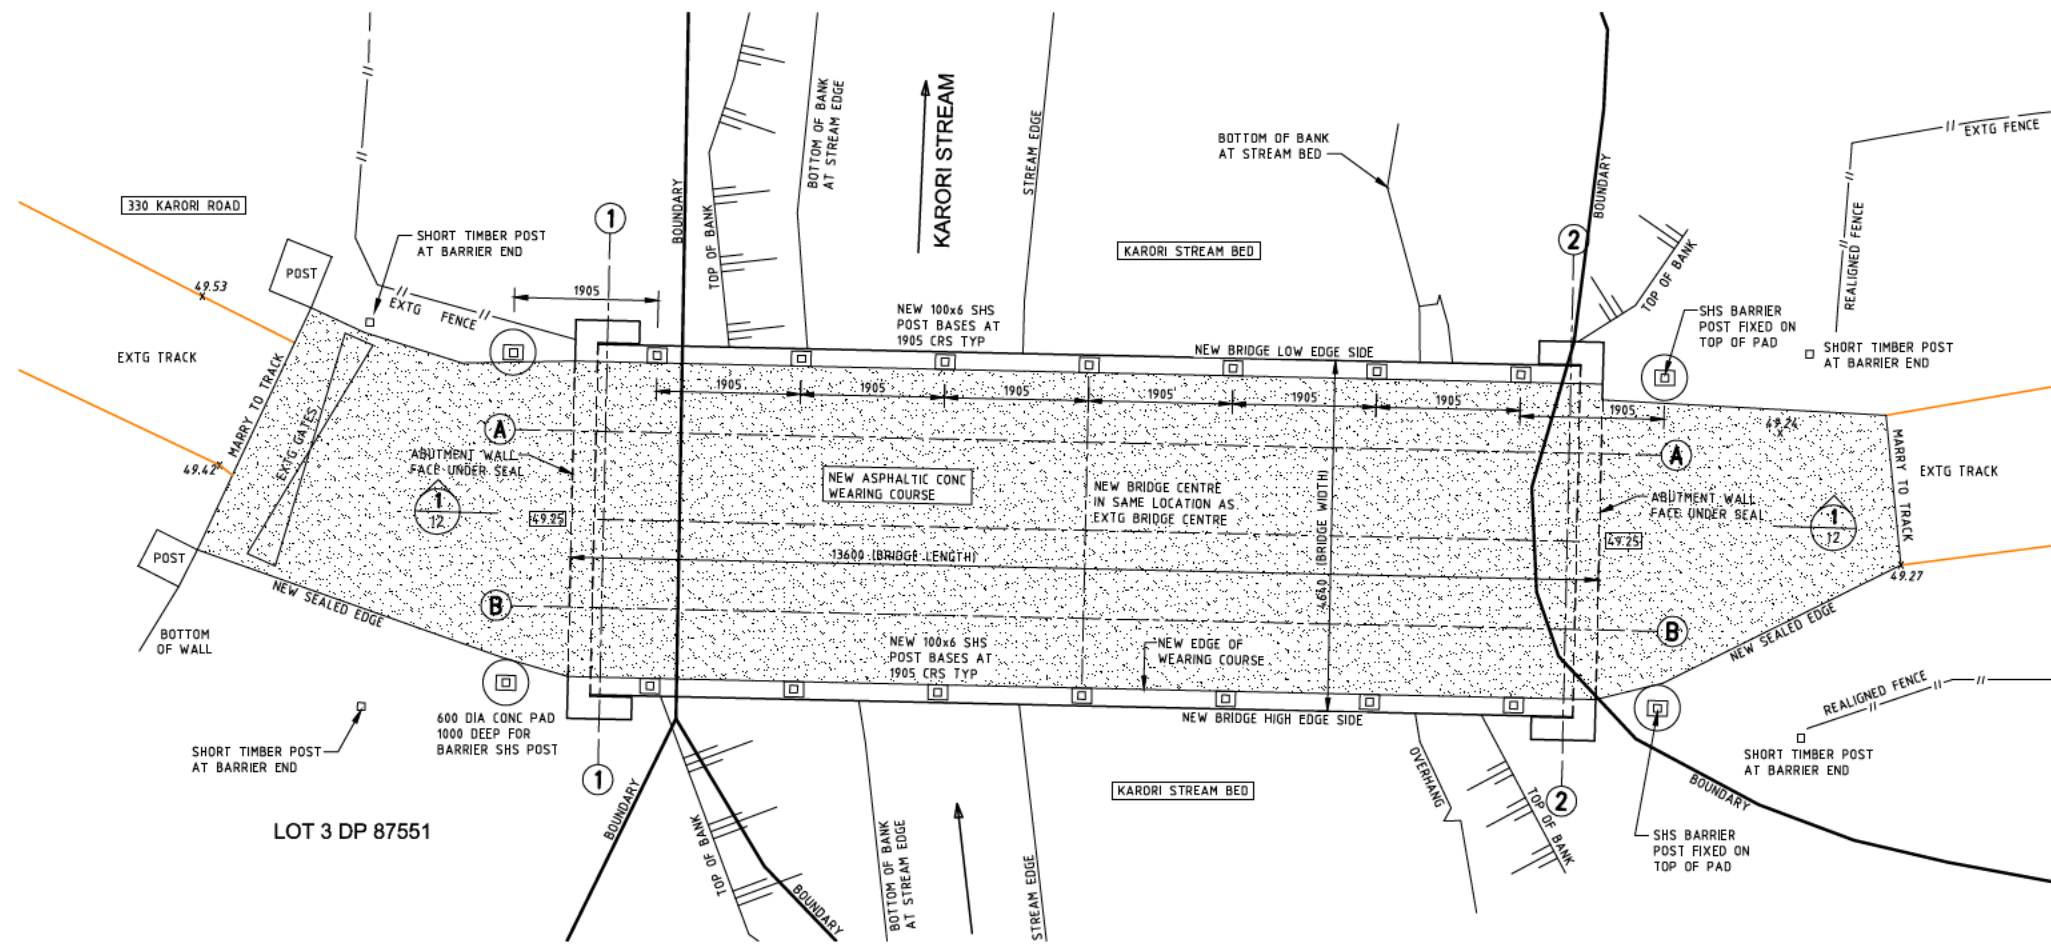 330 KARORI ROAD
SHORT TIMBER POST
AT BARRIER END
POST
49.53
EXTG FENCE
EXTG TRACK
MARRY TO TRACK
EXTG GATES
49.42
POST
BOTTOM
OF WALL
NEW SEALED EDGE
1905
1
BOUNDARY
TOP OF BANK
BOTTOM OF BANK
AT STREAM EDGE
KARORI STREAM
STREAM EDGE
BOTTOM OF BANK
AT STREAM BED
KARORI STREAM BED
NEW 100x6 SHS
POST BASES AT
1905 CRS TYP
NEW BRIDGE LOW EDGE SIDE
2
BOUNDARY
TOP OF BANK
EXTG FENCE
REALIGNED FENCE
SHS BARRIER
POST FIXED ON
TOP OF PAD
SHORT TIMBER POST
AT BARRIER END
1905
1905
1905
1905
1905
1905
1905
A
A
49.24
ABUTMENT WALL
FACE UNDER SEAL
1
12
49.25
NEW ASPHALTIC CONC
WEARING COURSE
NEW BRIDGE CENTRE
IN SAME LOCATION AS
EXTG BRIDGE CENTRE
13600 (BRIDGE LENGTH)
4640 (BRIDGE WIDTH)
ABUTMENT WALL
FACE UNDER SEAL
49.25
1
12
MARRY TO TRACK
EXTG TRACK
49.27
B
B
NEW SEALED EDGE
NEW 100x6 SHS
POST BASES AT
1905 CRS TYP
NEW EDGE OF
WEARING COURSE
NEW BRIDGE HIGH EDGE SIDE
600 DIA CONC PAD
1000 DEEP FOR
BARRIER SHS POST
SHORT TIMBER POST
AT BARRIER END
1
2
LOT 3 DP 87551
BOUNDARY
TOP OF BANK
BOUNDARY
BOTTOM OF BANK
AT STREAM EDGE
STREAM EDGE
KARORI STREAM BED
OVERHANG
TOP OF BANK
SHS BARRIER
POST FIXED ON
TOP OF PAD
BOUNDARY
REALIGNED FENCE
SHORT TIMBER POST
AT BARRIER END